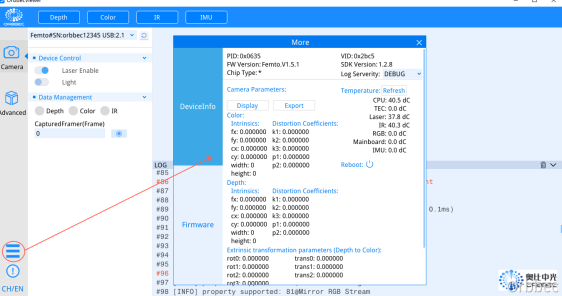 OrbbecViewer
ORBBEC
Depth Color IR IMU
Femto#SN:orbbec12345 USB:2.1
Camera
Advanced
CH/EN
Device Control
Laser Enable
Light
Data Management
Depth Color IR
CapturedFramer(Frame)
0
More
DeviceInfo
Firmware
PID:0x0635 VID:0x2bc5
FW Version:Femto.V1.5.1 SDK Version:1.2.8
Chip Type:* Log Serverity: DEBUG
Camera Parameters: Temperature: Refresh
Display Export
CPU: 40.5 dC
TEC: 0.0 dC
Laser: 37.8 dC
IR: 40.3 dC
RGB: 0.0 dC
Mainboard: 0.0 dC
IMU: 0.0 dC
Reboot:
Color:
Intrinsics: Distortion Coefficients:
fx: 0.000000 k1: 0.000000
fy: 0.000000 k2: 0.000000
cx: 0.000000 k3: 0.000000
cy: 0.000000 p1: 0.000000
width: 0 p2: 0.000000
height: 0
Depth:
Intrinsics: Distortion Coefficients:
fx: 0.000000 k1: 0.000000
fy: 0.000000 k2: 0.000000
cx: 0.000000 k3: 0.000000
cy: 0.000000 p1: 0.000000
width: 0 p2: 0.000000
height: 0
Extrinsic transformation parameters (Depth to Color):
rot0: 0.000000 trans0: 0.000000
rot1: 0.000000 trans1: 0.000000
rot2: 0.000000 trans2: 0.000000
rot3: 0.000000
LOG
#85
#86
#87
#88
#89
0.1ms)
#90
#91
#92
#93
#94
#95
#96
#97
#98 [INFO] property supported: 81@Mirror RGB Stream
奥比中光